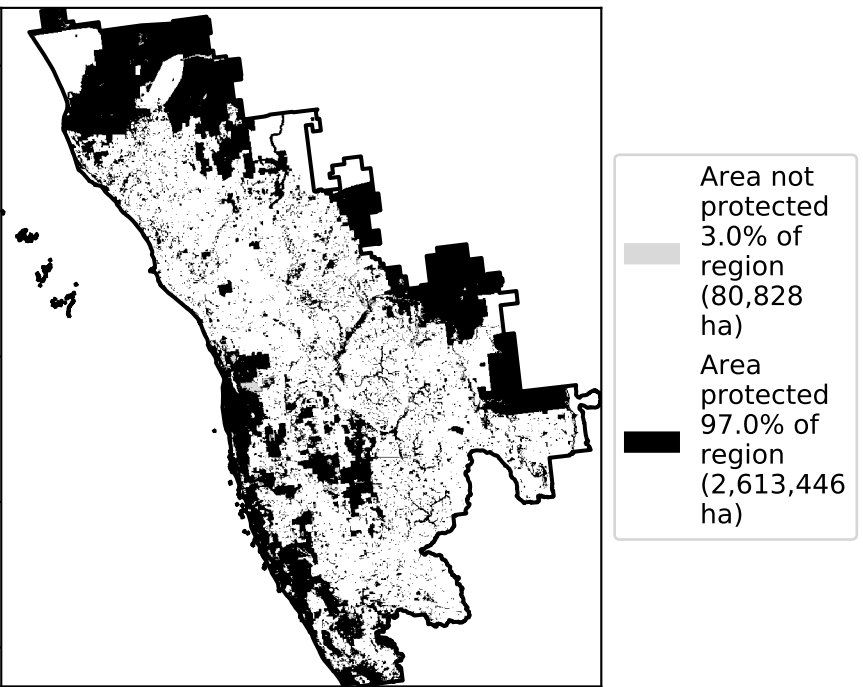 Area not
protected
3.0% of
region
(80,828
ha)
Area
protected
97.0% of
region
(2,613,446
ha)